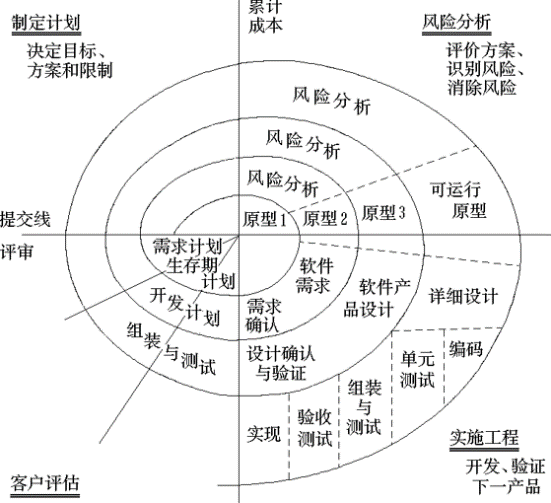 制定计划
决定目标、
方案和限制
累计
成本
风险分析
评价方案、
识别风险、
消除风险
风险分析
风险分析
风险分析
可运行
原型
原型1
原型2
原型3
提交线
评审
需求计划
生存期
计划
开发计划
组装与测试
软件
需求
需求
确认
软件产
品设计
详细设计
设计确认
与验证
实现
验收
测试
组装
与
测试
单元
测试
编码
客户评估
实施工程
开发、验证
下一产品